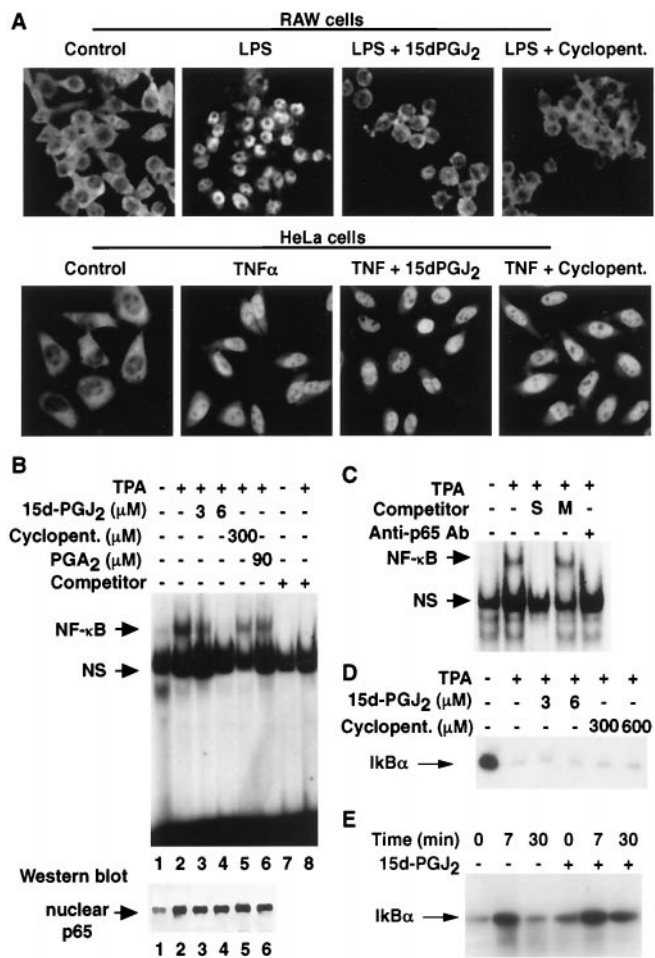 A
RAW cells
Control LPS LPS + 15dPGJ2 LPS + Cyclopent.
HeLa cells
Control TNFα TNF + 15dPGJ2 TNF + Cyclopent.
B
TPA - + + + + + - +
15d-PGJ2 (μM) - - 3 6 - - - -
Cyclopent. (μM) - - - - 300 - - -
PGA2 (μM) - - - - - 90 - -
Competitor - - - - - - + +
NF-κB
NS
1 2 3 4 5 6 7 8
Western blot
nuclear
p65
1 2 3 4 5 6
C
TPA - + + + +
Competitor - - S M -
Anti-p65 Ab - - - - +
NF-κB
NS
D
TPA - + + + + +
15d-PGJ2 (μM) - - 3 6 - -
Cyclopent. (μM) - - - - 300 600
IkBα
E
Time (min) 0 7 30 0 7 30
15d-PGJ2 - - - + + +
IkBα